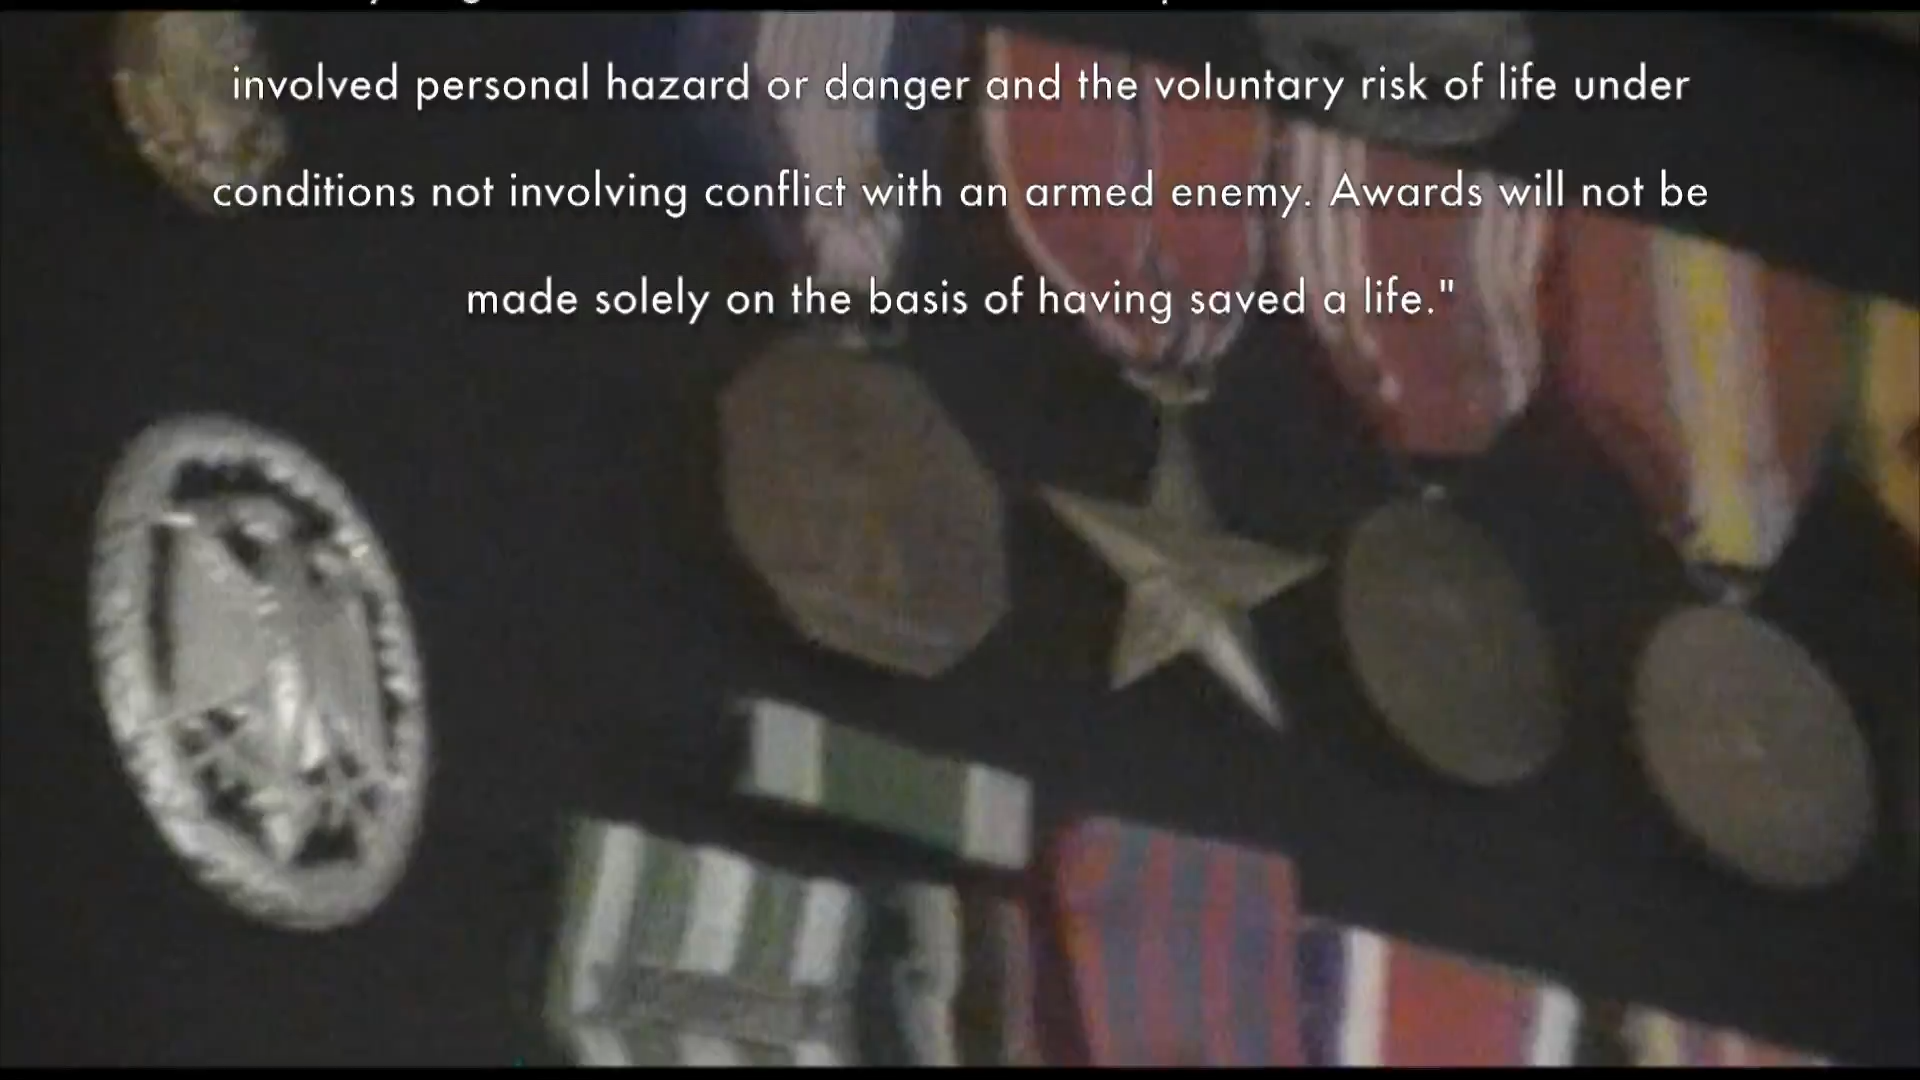 involved personal hazard or danger and the voluntary risk of life under
conditions not involving conflict with an armed enemy. Awards will not be
made solely on the basis of having saved a life."